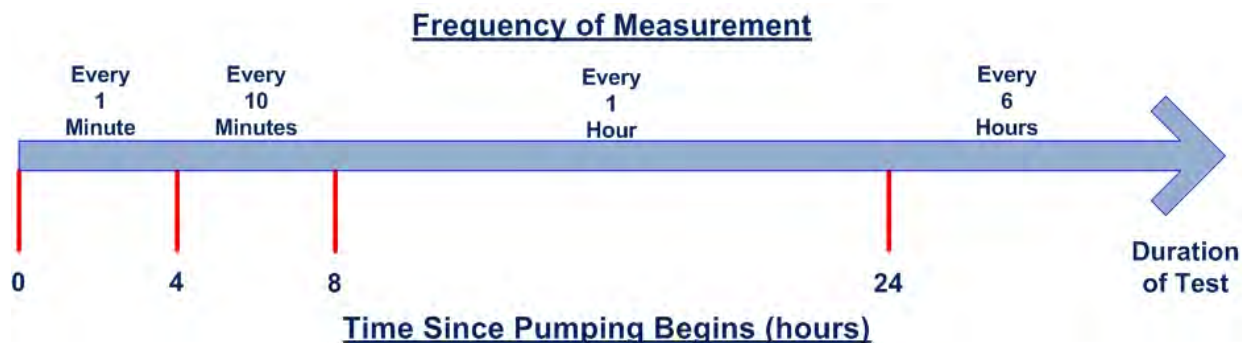 Frequency of Measurement
Every
1
Minute
Every
10
Minutes
Every
1
Hour
Every
6
Hours
0
4
8
24
Duration
of Test
Time Since Pumping Begins (hours)